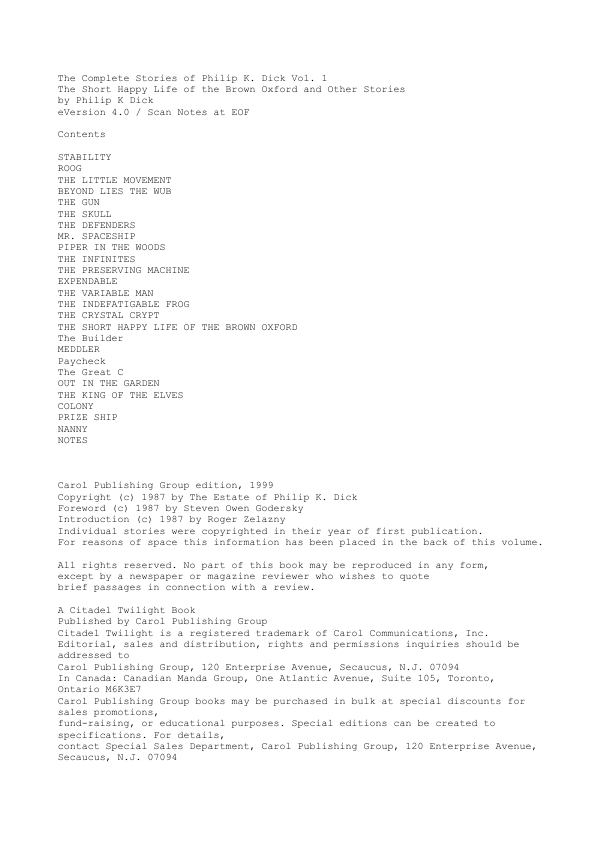 The Complete Stories of Philip K. Dick Vol. 1
The Short Happy Life of the Brown Oxford and Other Stories
by Philip K Dick
eVersion 4.0 / Scan Notes at EOF
Contents
STABILITY
ROOG
THE LITTLE MOVEMENT
BEYOND LIES THE WUB
THE GUN
THE SKULL
THE DEFENDERS
MR. SPACESHIP
PIPER IN THE WOODS
THE INFINITES
THE PRESERVING MACHINE
EXPENDABLE
THE VARIABLE MAN
THE INDEFATIGABLE FROG
THE CRYSTAL CRYPT
THE SHORT HAPPY LIFE OF THE BROWN OXFORD
The Builder
MEDDLER
Paycheck
The Great C
OUT IN THE GARDEN
THE KING OF THE ELVES
COLONY
PRIZE SHIP
NANNY
NOTES
Carol Publishing Group edition, 1999
Copyright (c) 1987 by The Estate of Philip K. Dick
Foreword (c) 1987 by Steven Owen Godersky
Introduction (c) 1987 by Roger Zelazny
Individual stories were copyrighted in their year of first publication.
For reasons of space this information has been placed in the back of this volume.
All rights reserved. No part of this book may be reproduced in any form,
except by a newspaper or magazine reviewer who wishes to quote
brief passages in connection with a review.
A Citadel Twilight Book
Published by Carol Publishing Group
Citadel Twilight is a registered trademark of Carol Communications, Inc.
Editorial, sales and distribution, rights and permissions inquiries should be
addressed to
Carol Publishing Group, 120 Enterprise Avenue, Secaucus, N.J. 07094
In Canada: Canadian Manda Group, One Atlantic Avenue, Suite 105, Toronto,
Ontario M6K3E7
Carol Publishing Group books may be purchased in bulk at special discounts for
sales promotions,
fund-raising, or educational purposes. Special editions can be created to
specifications. For details,
contact Special Sales Department, Carol Publishing Group, 120 Enterprise Avenue,
Secaucus, N.J. 07094